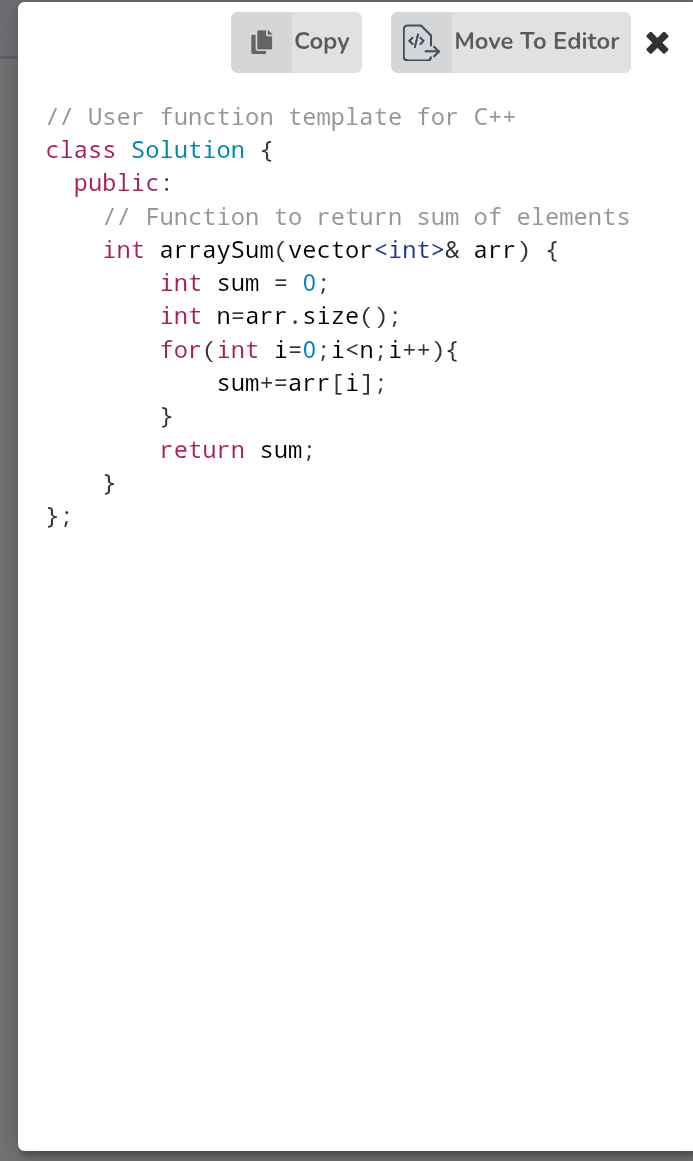 Copy
Move To Editor
// User function template for C++
class Solution {
  public:
    // Function to return sum of elements
    int arraySum(vector<int>& arr) {
        int sum = 0;
        int n=arr.size();
        for(int i=0;i<n;i++){
            sum+=arr[i];
        }
        return sum;
    }
};